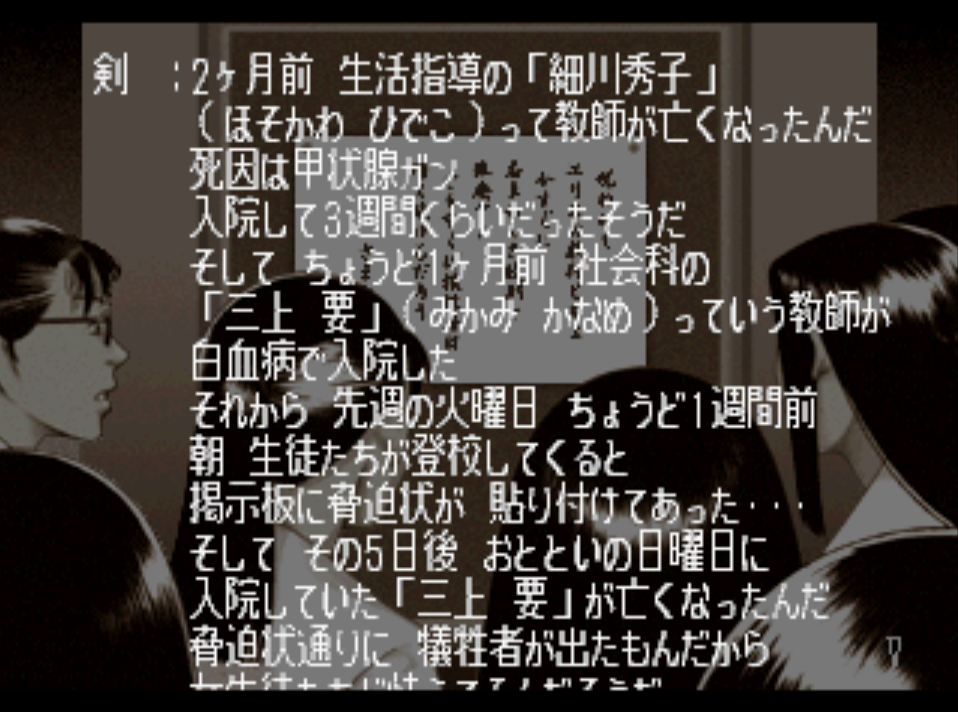 剣　：2ヶ月前　生活指導の「細川秀子」
（ほそかわ　ひでこ）って教師が亡くなったんだ
死因は甲状腺ガン
入院して3週間くらいだったそうだ
そして　ちょうど1ヶ月前　社会科の
「三上　要」（みかみ　かなめ）っていう教師が
白血病で入院した
それから　先週の火曜日　ちょうど1週間前
朝　生徒たちが登校してくると
掲示板に脅迫状が　貼り付けてあった・・・
そして　その5日後　おとといの日曜日に
入院していた「三上　要」が亡くなったんだ
脅迫状通りに　犠牲者が出たもんだから